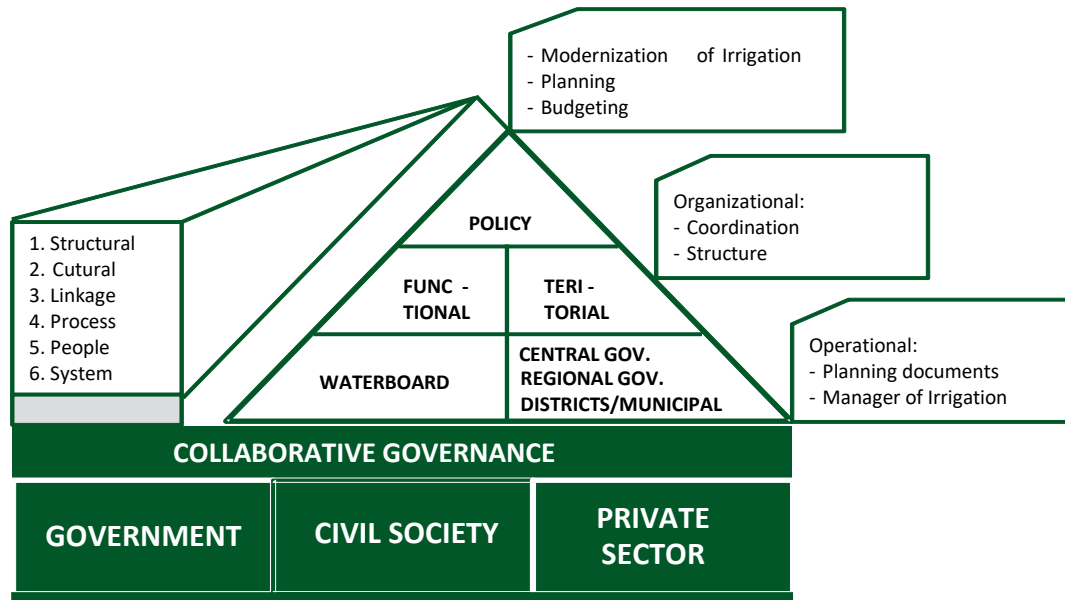 - Modernization of Irrigation
- Planning
- Budgeting
Organizational:
- Coordination
- Structure
Operational:
- Planning documents
- Manager of Irrigation
1. Structural
2. Cutural
3. Linkage
4. Process
5. People
6. System
POLICY
FUNC -
TIONAL
TERI -
TORIAL
WATERBOARD
CENTRAL GOV.
REGIONAL GOV.
DISTRICTS/MUNICIPAL
COLLABORATIVE GOVERNANCE
GOVERNMENT
CIVIL SOCIETY
PRIVATE
SECTOR